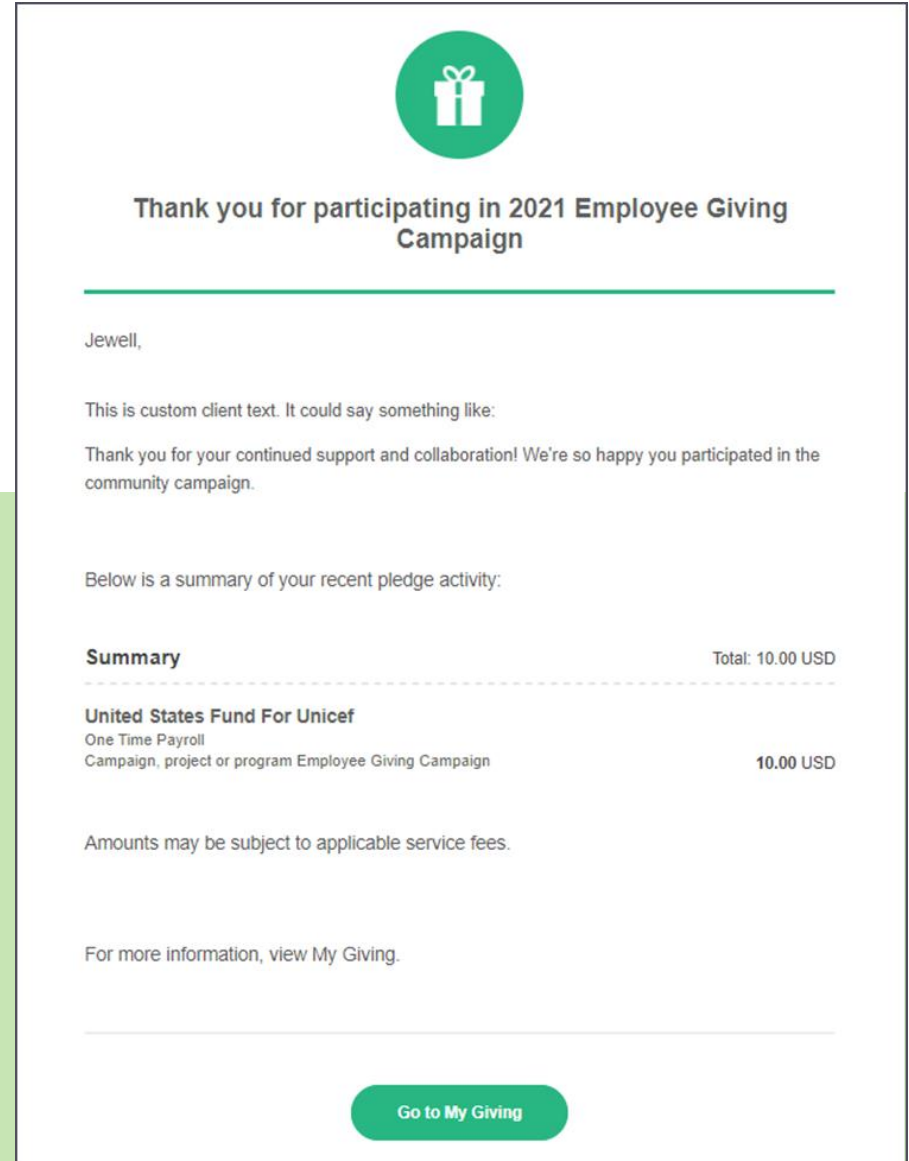 Thank you for participating in 2021 Employee Giving
Campaign
Jewell,
This is custom client text. It could say something like:
Thank you for your continued support and collaboration! We're so happy you participated in the
community campaign.
Below is a summary of your recent pledge activity:
Summary Total: 10.00 USD
United States Fund For Unicef
One Time Payroll
Campaign, project or program Employee Giving Campaign 10.00 USD
Amounts may be subject to applicable service fees.
For more information, view My Giving.
Go to My Giving